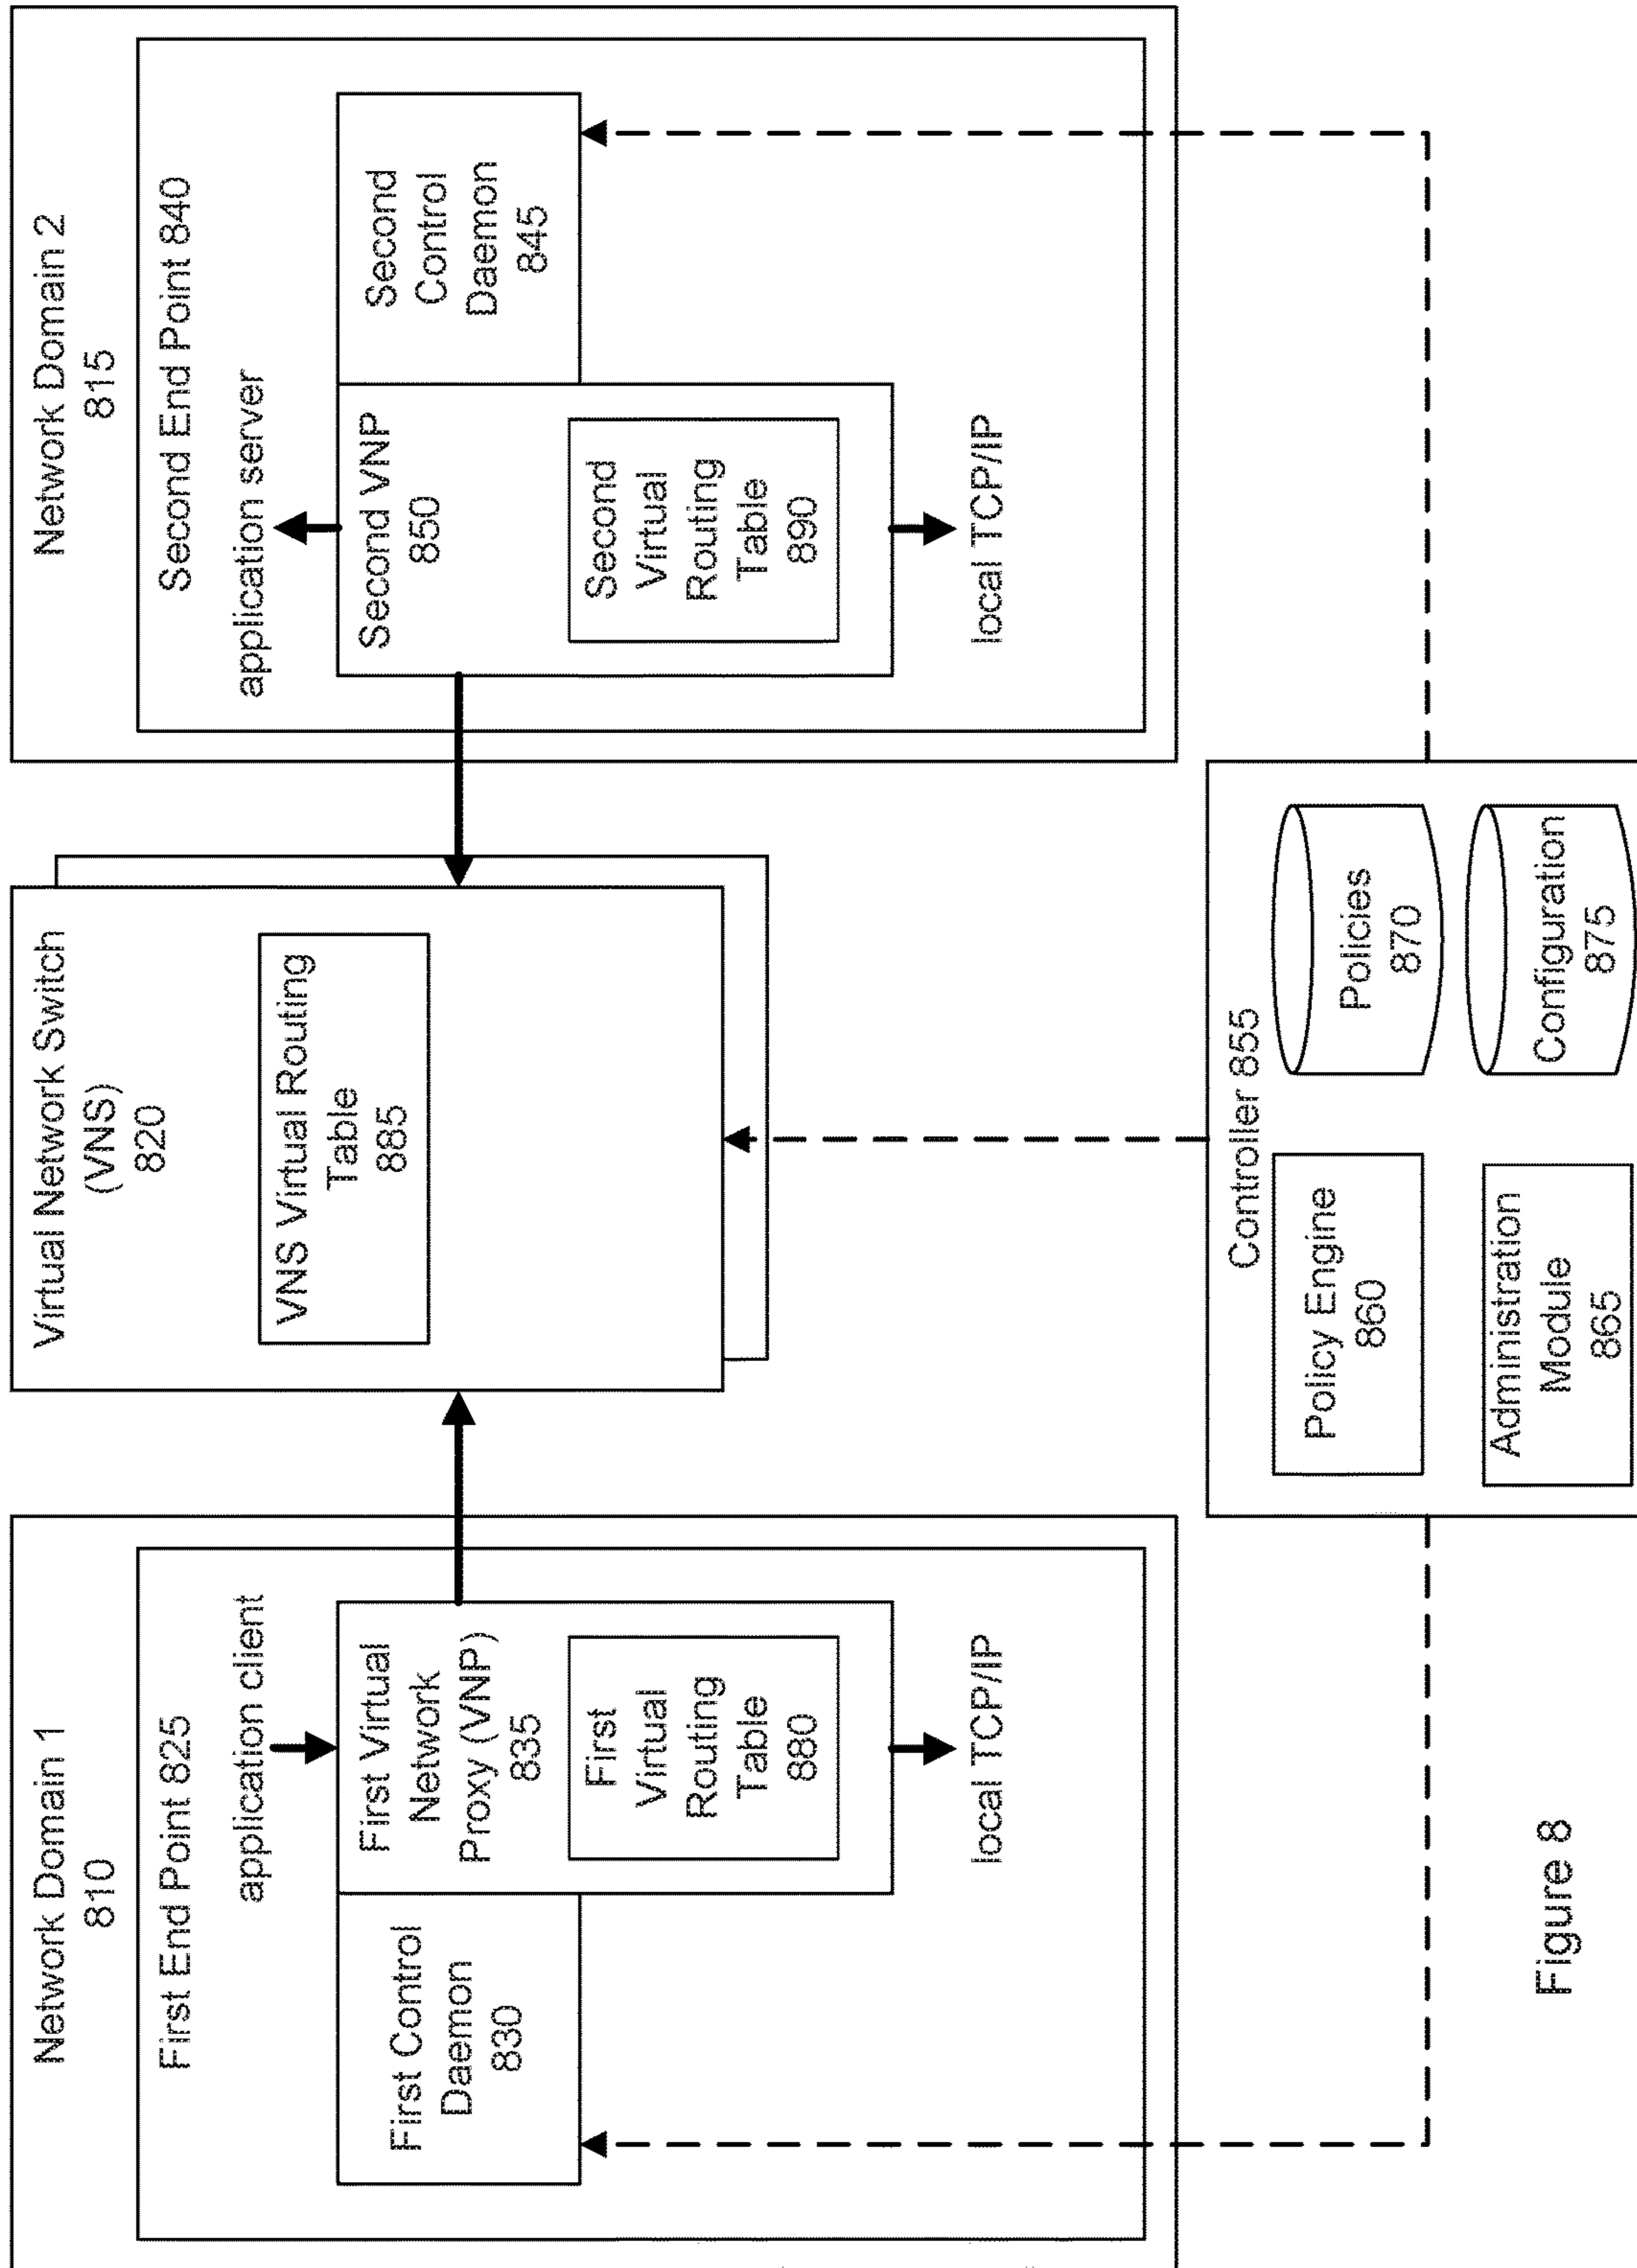 Network Domain 1
810
First End Point 825
application client
First Control
Daemon
830
First Virtual
Network
Proxy (VNP)
835
First
Virtual
Routing
Table
880
local TCP/IP
Virtual Network Switch
(VNS)
820
VNS Virtual Routing
Table
885
Network Domain 2
815
Second End Point 840
application server
Second VNP
850
Second
Virtual
Routing
Table
890
Second
Control
Daemon
845
local TCP/IP
Controller 855
Policy Engine
860
Policies
870
Administration
Module
865
Configuration
875
Figure 8